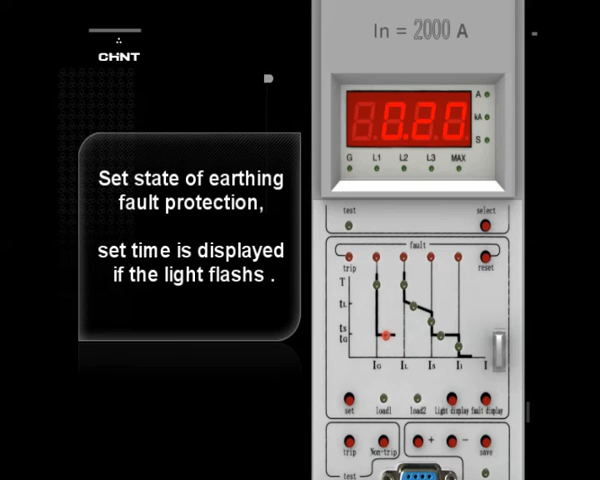 CHNT
Set state of earthing
fault protection,
set time is displayed
if the light flashs .
In = 2000 A
0.20
A
kA
S
G L1 L2 L3 MAX
test select
fault
trip reset
T
tL
ts
tG
IG IL IS I1 I
set load1 load2 Light display fault display
trip Non-trip + - save
test